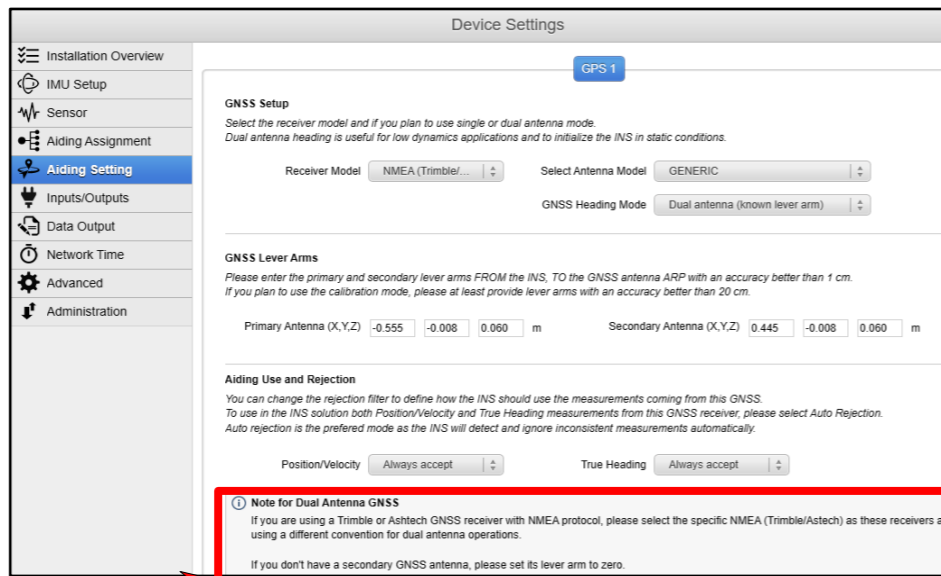 Device Settings
Installation Overview
IMU Setup
Sensor
Aiding Assignment
Aiding Setting
Inputs/Outputs
Data Output
Network Time
Advanced
Administration
GPS 1
GNSS Setup
Select the receiver model and if you plan to use single or dual antenna mode.
Dual antenna heading is useful for low dynamics applications and to initialize the INS in static conditions.
Receiver Model NMEA (Trimble/... Select Antenna Model GENERIC
GNSS Heading Mode Dual antenna (known lever arm)
GNSS Lever Arms
Please enter the primary and secondary lever arms FROM the INS, TO the GNSS antenna ARP with an accuracy better than 1 cm.
If you plan to use the calibration mode, please at least provide lever arms with an accuracy better than 20 cm.
Primary Antenna (X,Y,Z) -0.555 -0.008 0.060 m Secondary Antenna (X,Y,Z) 0.445 -0.008 0.060 m
Aiding Use and Rejection
You can change the rejection filter to define how the INS should use the measurements coming from this GNSS.
To use in the INS solution both Position/Velocity and True Heading measurements from this GNSS receiver, please select Auto Rejection.
Auto rejection is the prefered mode as the INS will detect and ignore inconsistent measurements automatically.
Position/Velocity Always accept True Heading Always accept
Note for Dual Antenna GNSS
If you are using a Trimble or Ashtech GNSS receiver with NMEA protocol, please select the specific NMEA (Trimble/Astech) as these receivers
using a different convention for dual antenna operations.
If you don't have a secondary GNSS antenna, please set its lever arm to zero.